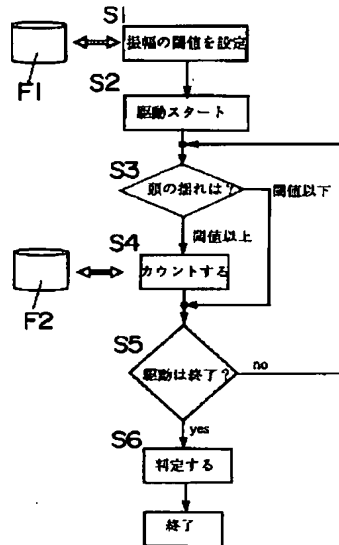 S1
振幅の閾値を設定
F1
S2
駆動スタート
S3
頭の揺れは?
閾値以下
閾値以上
S4
カウントする
F2
S5
駆動は終了?
no
yes
S6
判定する
終了